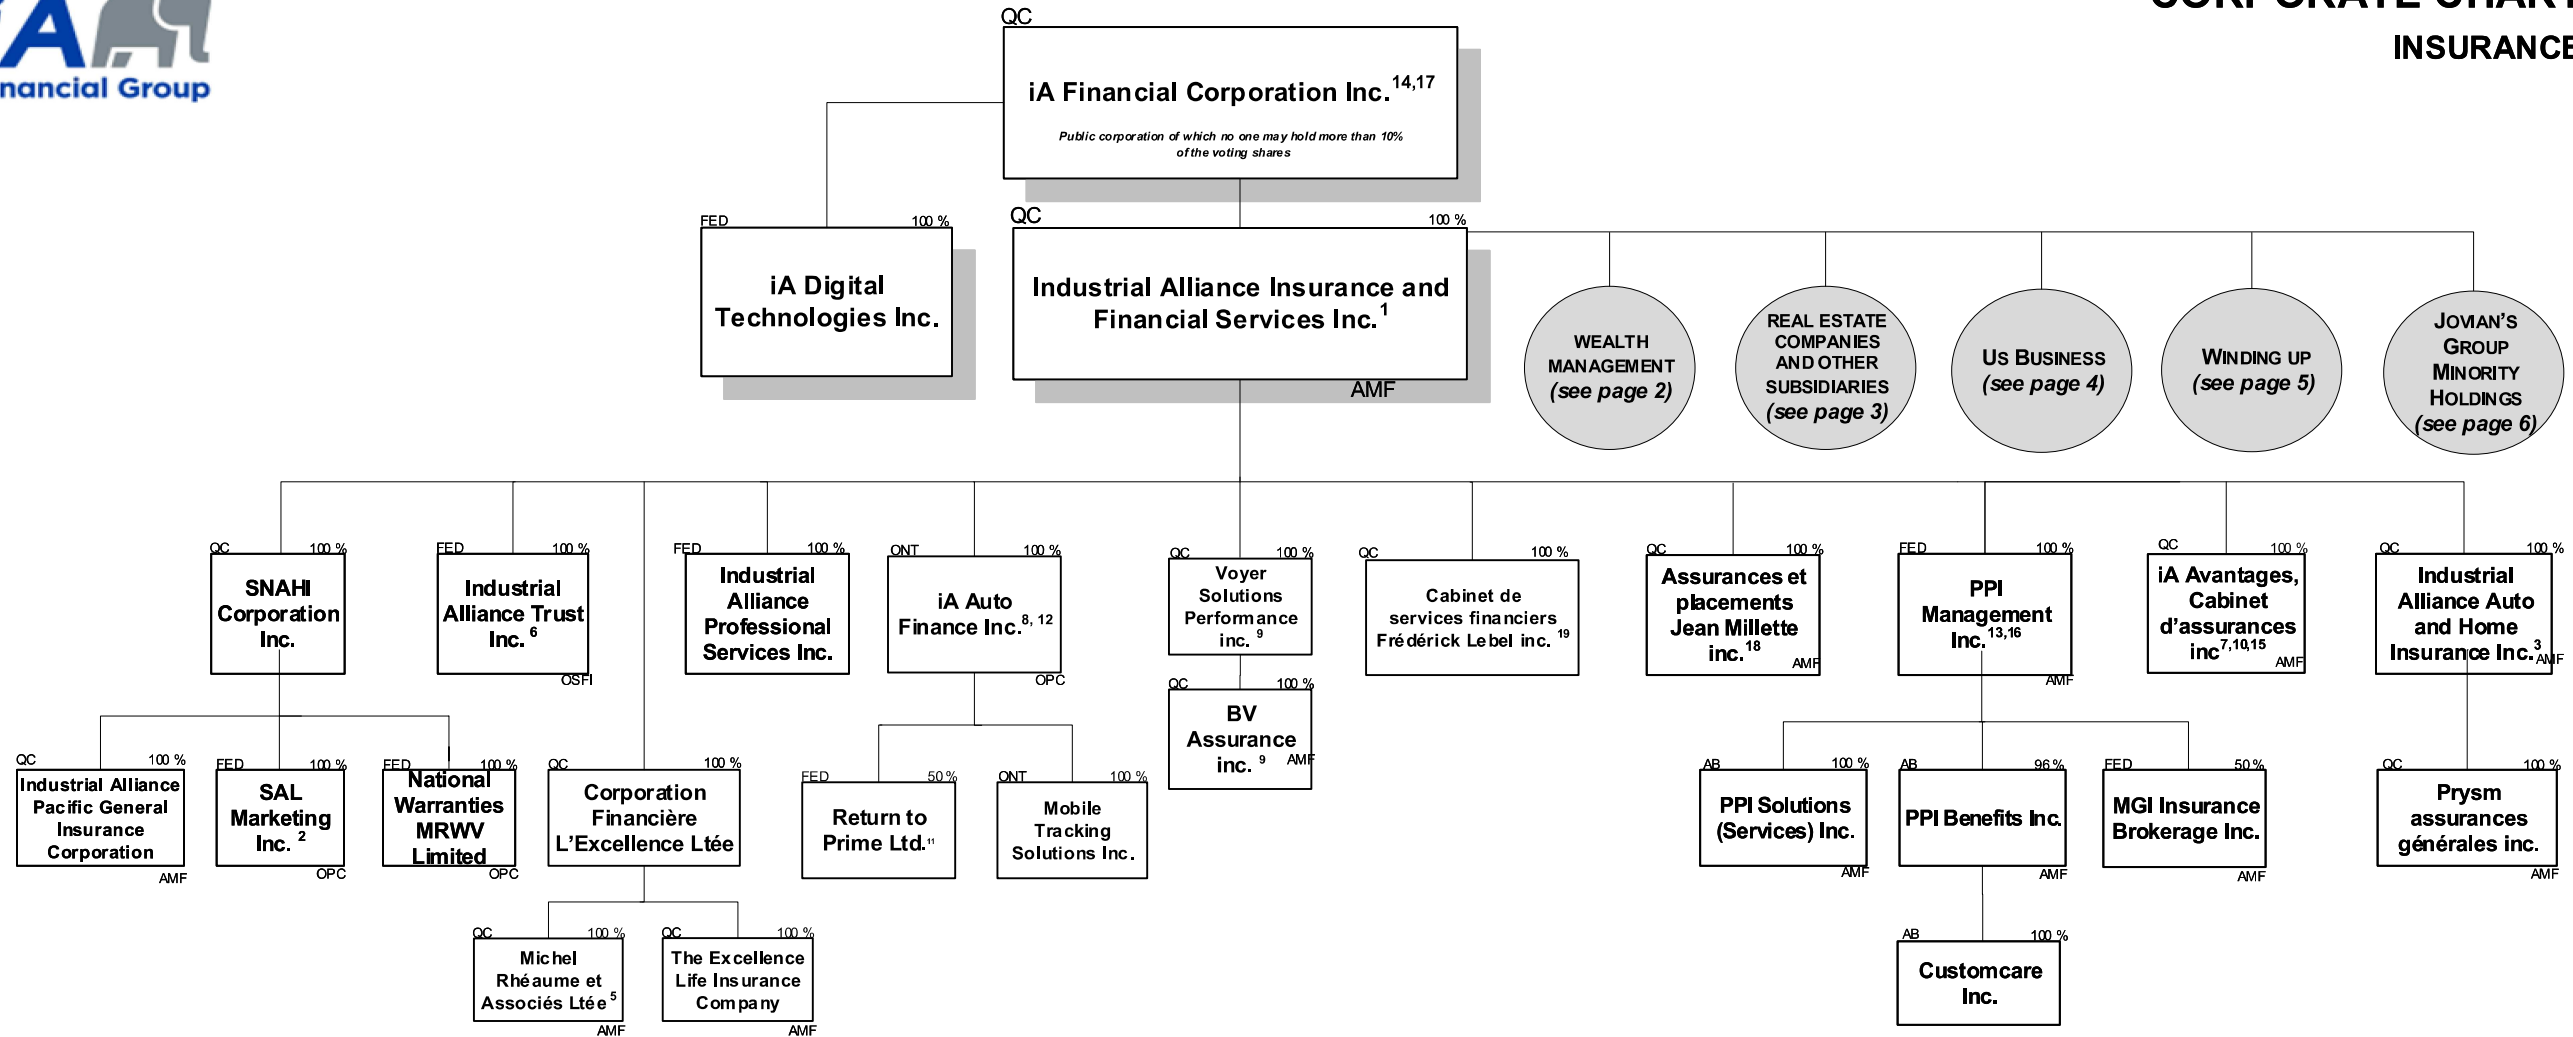 iA
nancial Group
CORPORATE CHART
INSURANCE
QC
iA Financial Corporation Inc.14,17
Public corporation of which no one may hold more than 10%
of the voting shares
FED 100 %
iA Digital
Technologies Inc.
QC 100 %
Industrial Alliance Insurance and
Financial Services Inc.1
AMF
WEALTH
MANAGEMENT
(see page 2)
REAL ESTATE
COMPANIES
AND OTHER
SUBSIDIARIES
(see page 3)
US BUSINESS
(see page 4)
WINDING UP
(see page 5)
JOVIAN'S
GROUP
MINORITY
HOLDINGS
(see page 6)
QC 100 %
SNAHI
Corporation
Inc.
FED 100 %
Industrial
Alliance Trust
Inc. 6
OSFI
FED 100 %
Industrial
Alliance
Professional
Services Inc.
ONT 100 %
iA Auto
Finance Inc.8, 12
OPC
QC 100 %
Voyer
Solutions
Performance
inc. 9
QC 100 %
Cabinet de
services financiers
Frédérick Lebel inc. 19
QC 100 %
Assurances et
placements
Jean Millette
inc.18
AMF
FED 100 %
PPI
Management
Inc.13,16
AMF
QC 100 %
iA Avantages,
Cabinet
d'assurances
inc7,10,15
AMF
QC 100 %
Industrial
Alliance Auto
and Home
Insurance Inc.3
AMF
QC 100 %
BV
Assurance
inc. 9
AMF
QC 100 %
Industrial Alliance
Pacific General
Insurance
Corporation
AMF
FED 100 %
SAL
Marketing
Inc. 2
OPC
FED 100 %
National
Warranties
MRWV
Limited
OPC
QC 100 %
Corporation
Financière
L'Excellence Ltée
FED 50 %
Return to
Prime Ltd.11
ONT 100 %
Mobile
Tracking
Solutions Inc.
AB 100 %
PPI Solutions
(Services) Inc.
AMF
AB 96 %
PPI Benefits Inc.
AMF
FED 50 %
MGI Insurance
Brokerage Inc.
AMF
QC 100 %
Prysm
assurances
générales inc.
AMF
QC 100 %
Michel
Rhéaume et
Associés Ltée 5
AMF
QC 100 %
The Excellence
Life Insurance
Company
AMF
AB 100 %
Customcare
Inc.